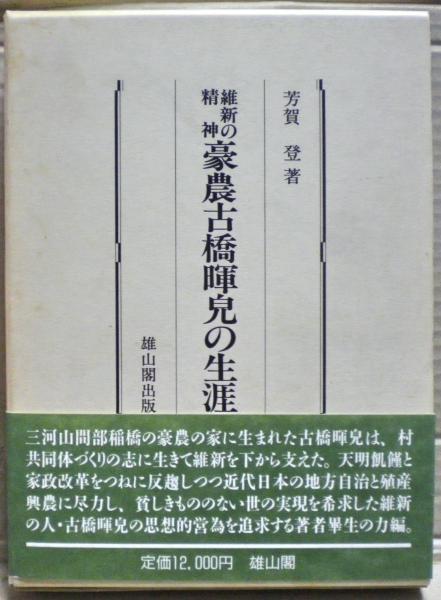 芳賀 登 著
維新の精神
豪農古橋暉皃の生涯
雄山閣出版
三河山間部稲橋の豪農の家に生まれた古橋暉皃は、村
共同体づくりの志に生きて維新を下から支えた。天明飢饉と
家政改革をつねに反趨しつつ近代日本の地方自治と殖産
興農に尽力し、貧しきもののない世の実現を希求した維新
の人・古橋暉皃の思想的営為を追求する著者畢生の力編。
定価12,000円 雄山閣